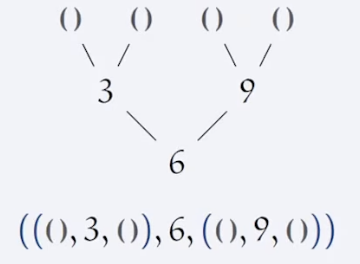 () () () ()
3 9
6
(((), 3, ()), 6, ((), 9, ()))